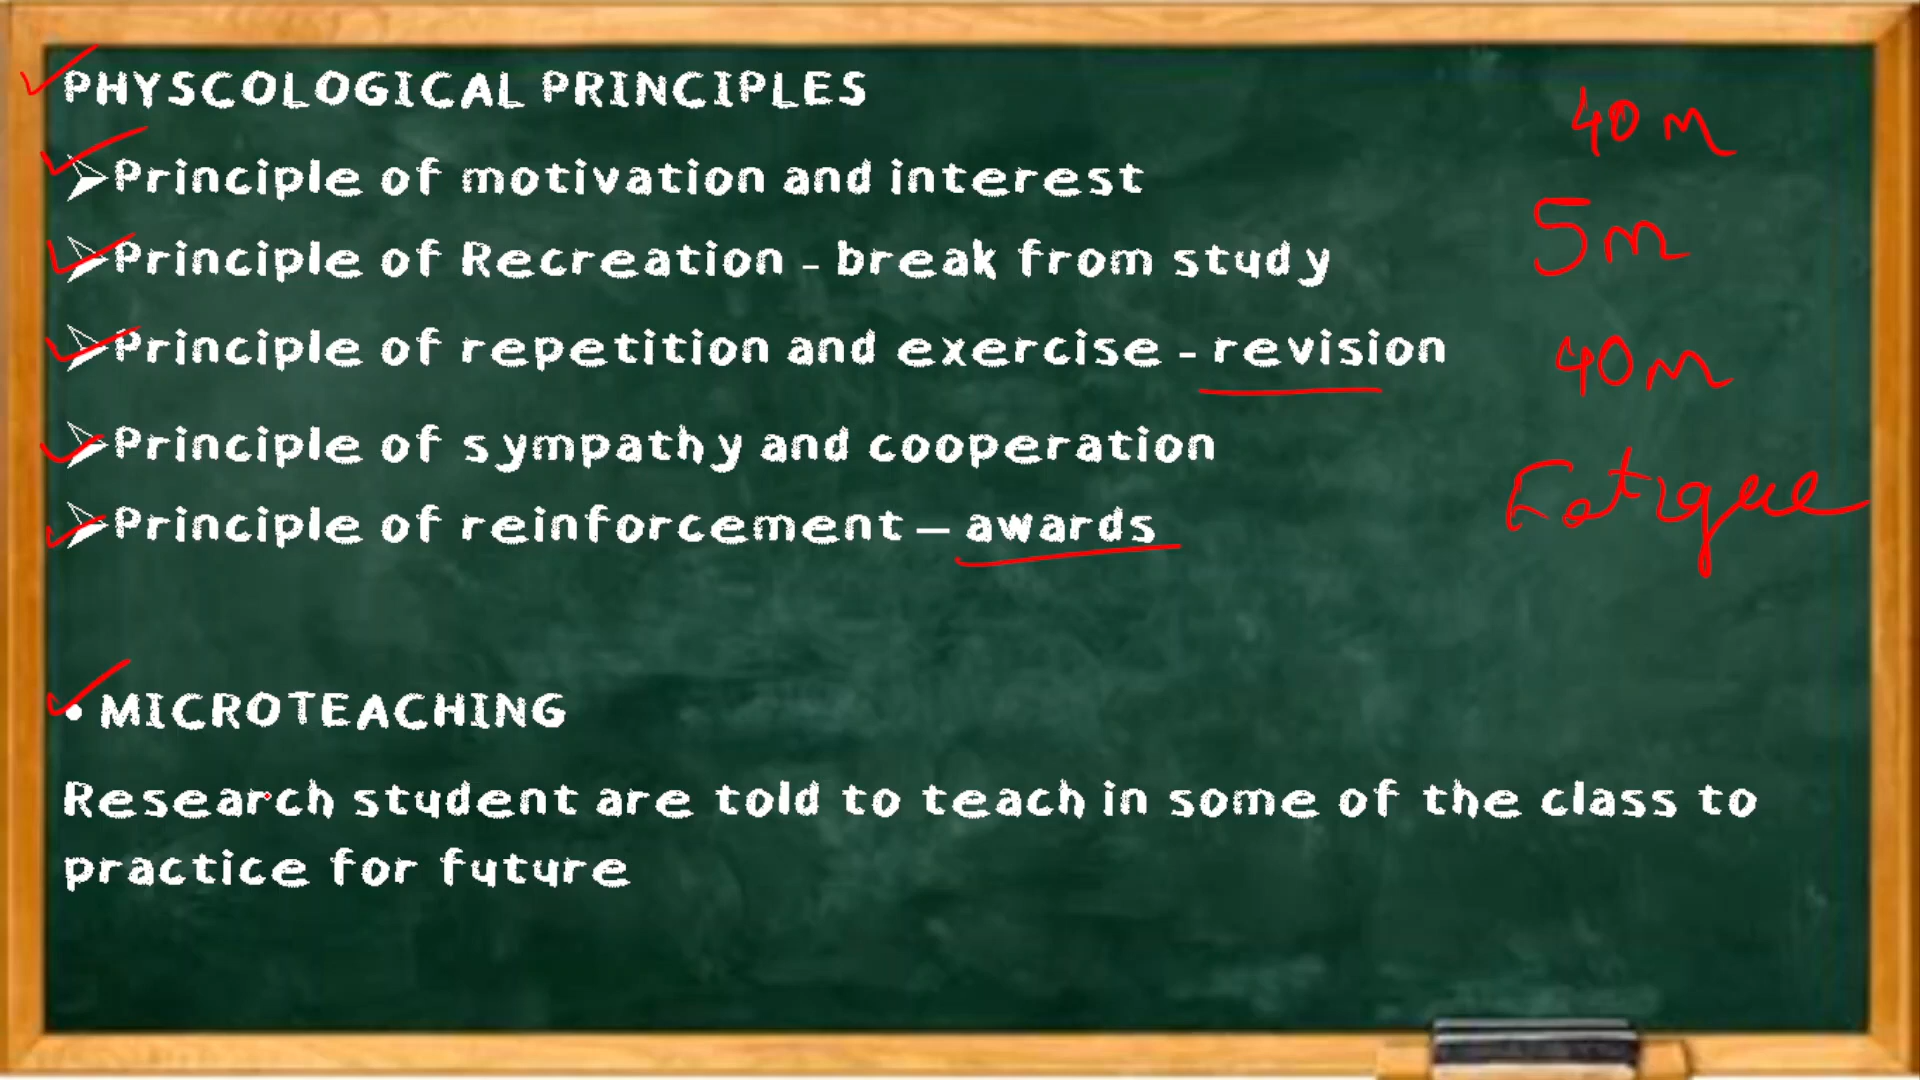 PHYSCOLOGICAL PRINCIPLES
➢Principle of motivation and interest
➢Principle of Recreation - break from study
➢Principle of repetition and exercise - revision
➢Principle of sympathy and cooperation
➢Principle of reinforcement – awards
• MICROTEACHING
Research student are told to teach in some of the class to
practice for future
40 m
5m
40m
Fatigue